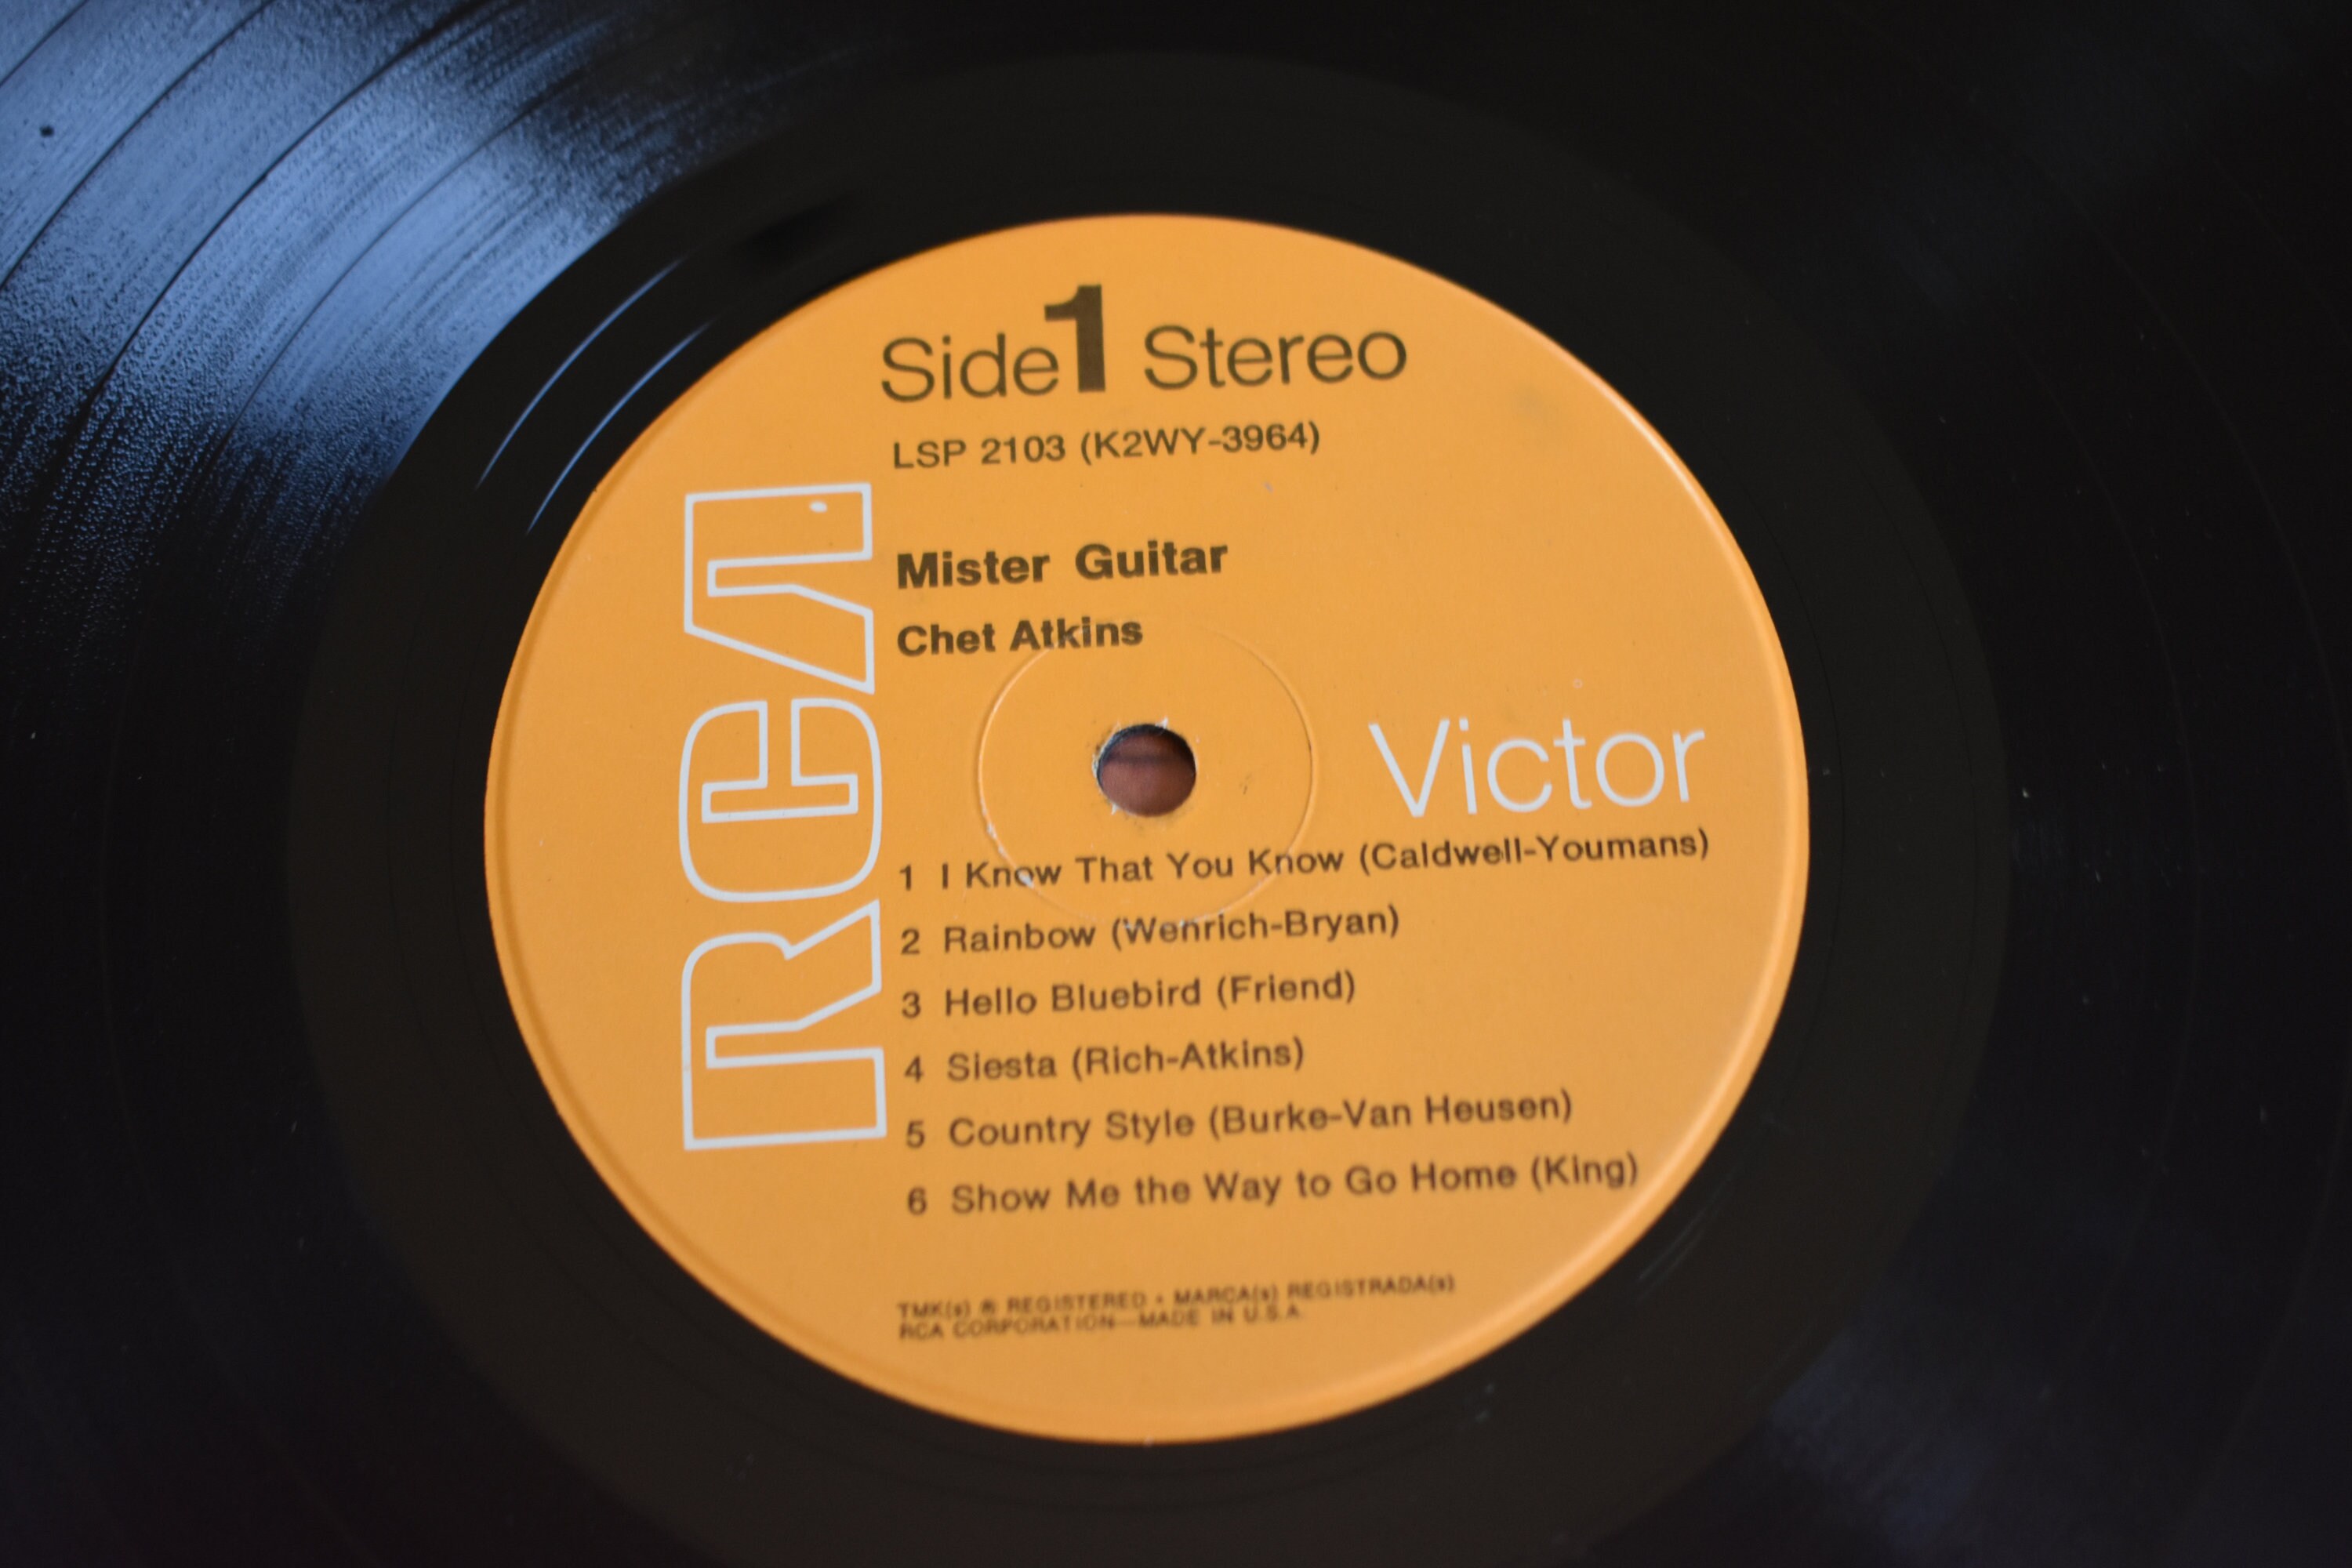 Side 1 Stereo
LSP 2103 (K2WY-3964)
Mister Guitar
Chet Atkins
RCA
Victor
1 I Know That You Know (Caldwell-Youmans)
2 Rainbow (Wenrich-Bryan)
3 Hello Bluebird (Friend)
4 Siesta (Rich-Atkins)
5 Country Style (Burke-Van Heusen)
6 Show Me the Way to Go Home (King)
TMK(s) ® REGISTERED • MARCA(s) REGISTRADA(s)
RCA CORPORATION—MADE IN U.S.A.